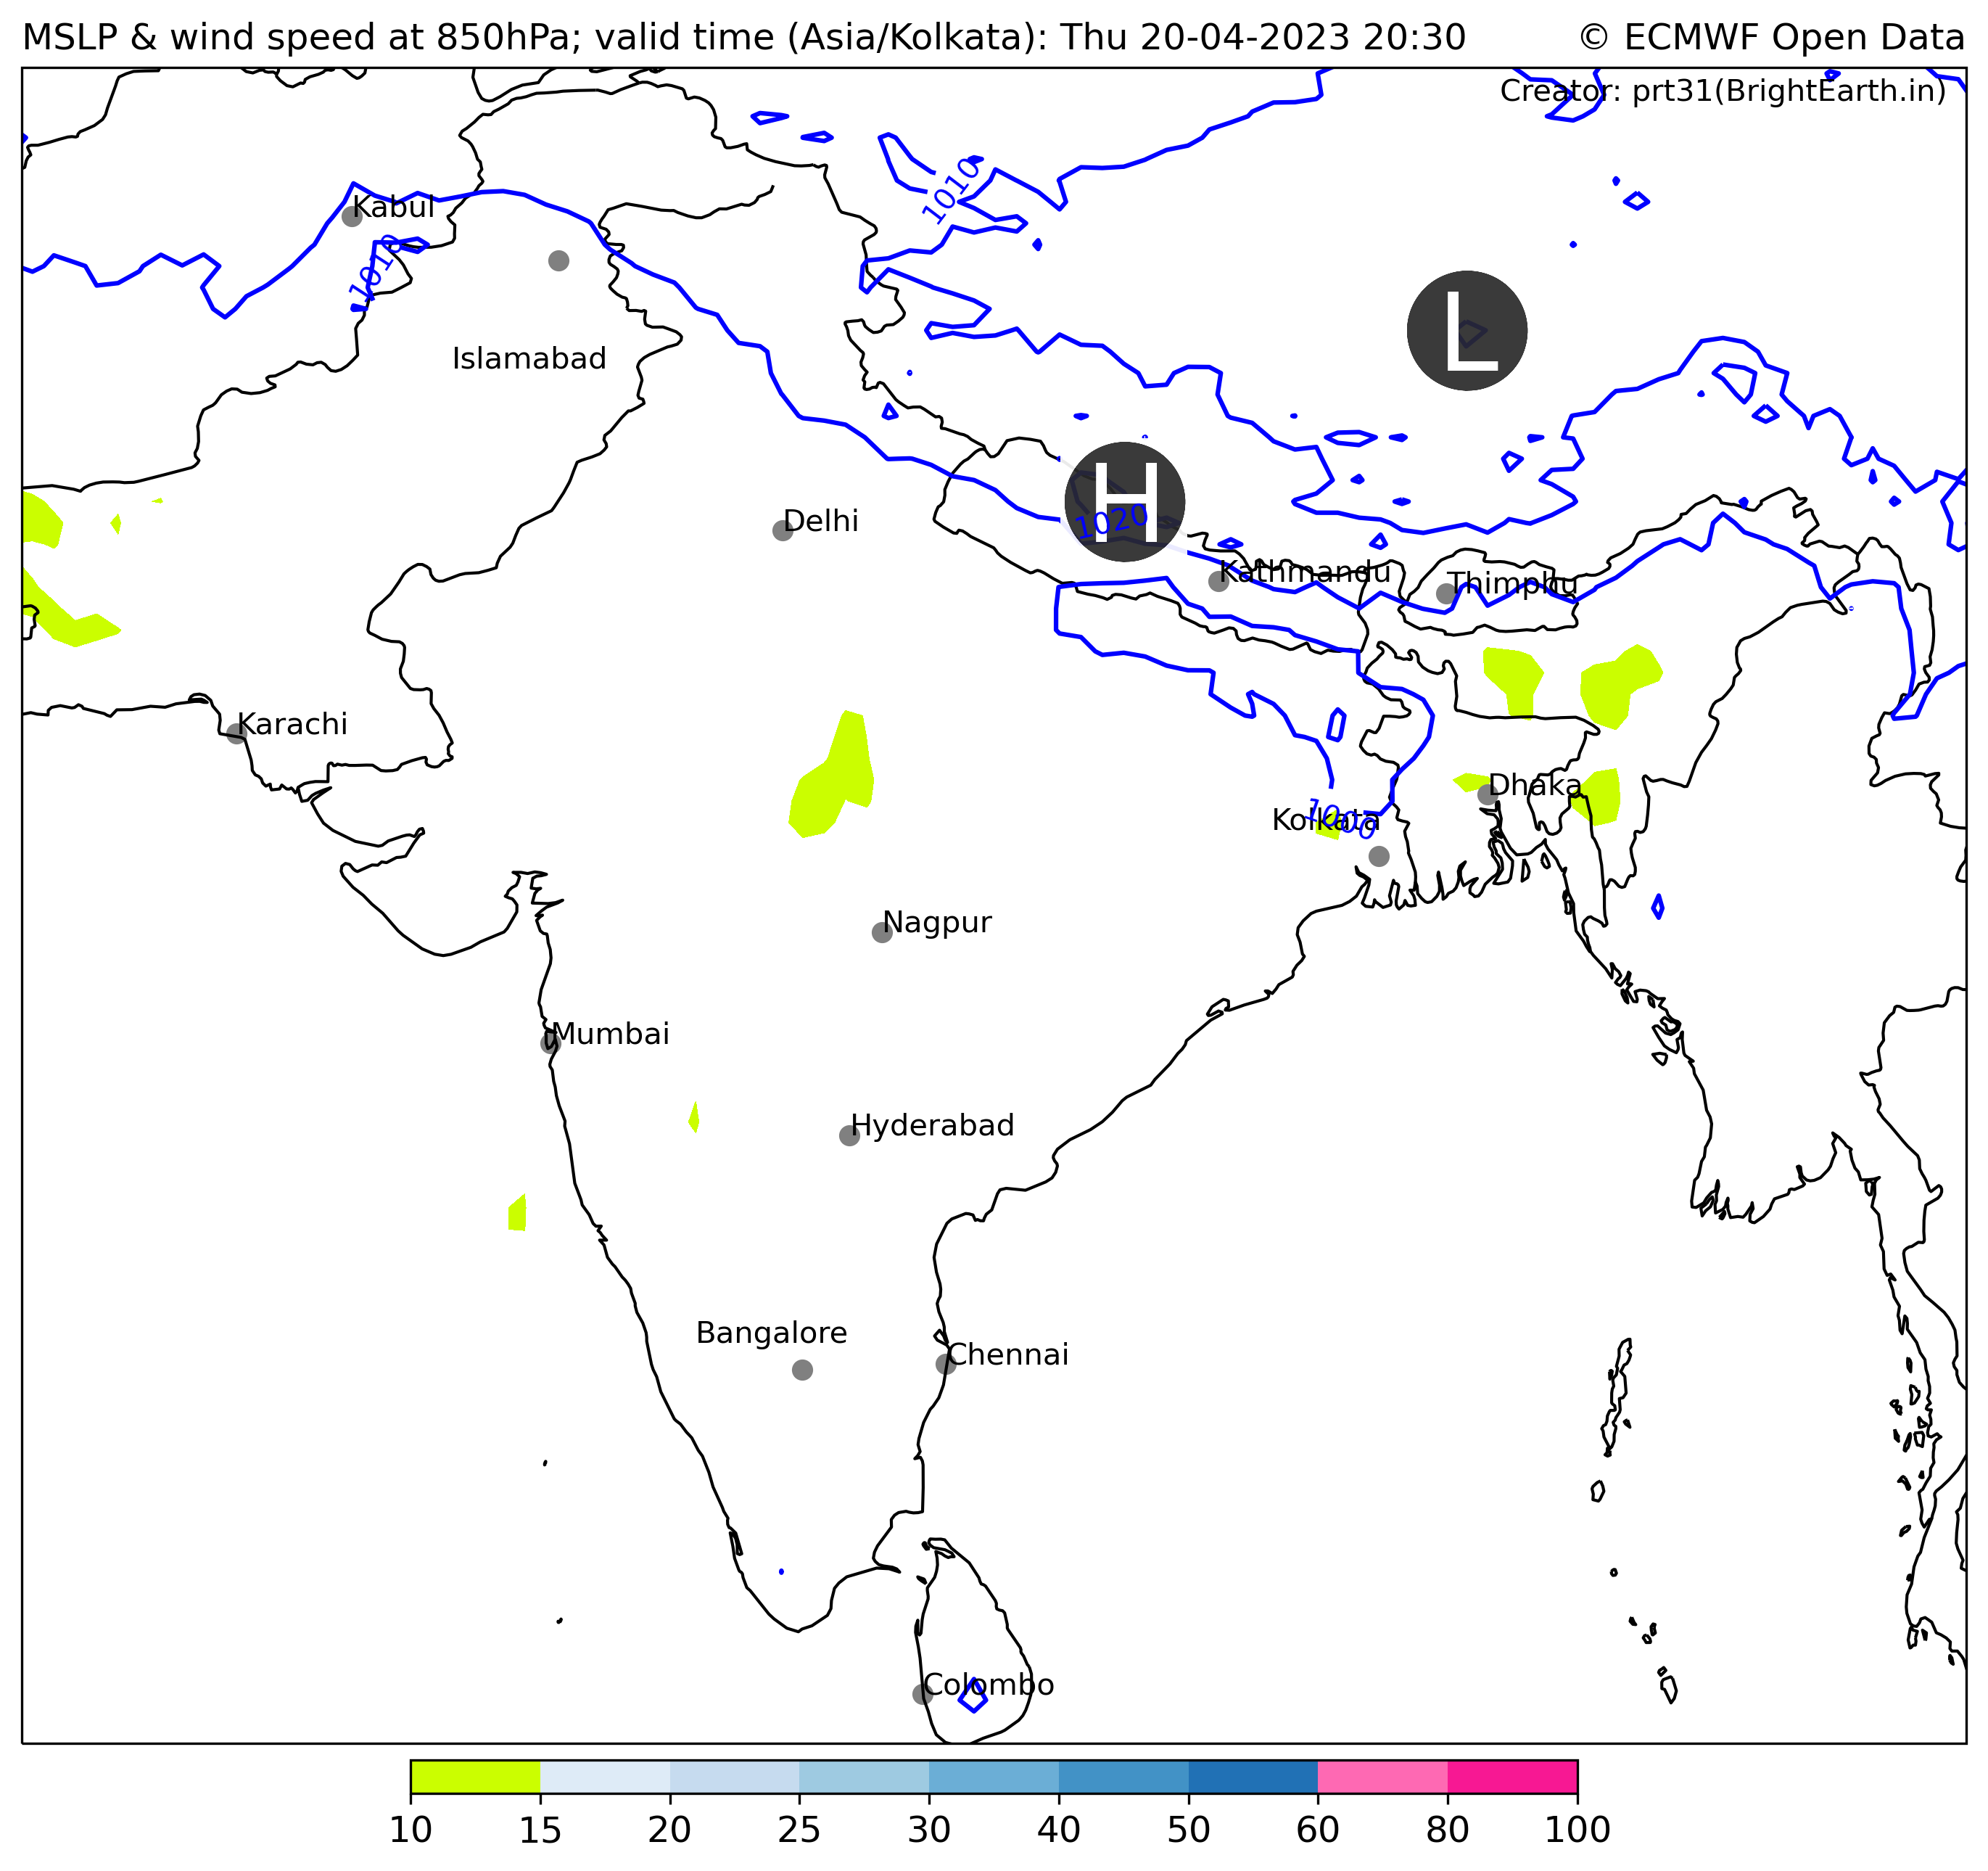 MSLP & wind speed at 850hPa; valid time (Asia/Kolkata): Thu 20-04-2023 20:30 © ECMWF Open Data
Creator: prt31(BrightEarth.in)
1010
Kabul
1010
L
Islamabad
H
1020
Delhi
Kathmandu
Thimphu
Karachi
Dhaka
1000
Kolkata
Nagpur
Mumbai
Hyderabad
Bangalore
Chennai
Colombo
10 15 20 25 30 40 50 60 80 100